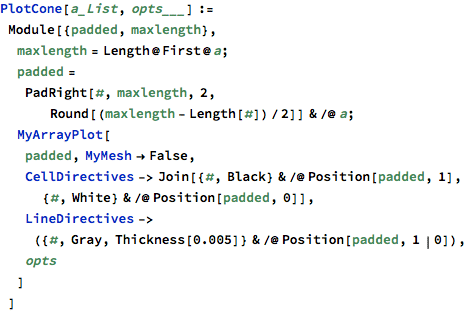 PlotCone[a_List, opts___] :=
Module[{padded, maxlength},
maxlength = Length@First@a;
padded =
PadRight[#, maxlength, 2,
Round[(maxlength - Length[#]) / 2]] & /@ a;
MyArrayPlot[
padded, MyMesh → False,
CellDirectives -> Join[{#, Black} & /@ Position[padded, 1],
{#, White} & /@ Position[padded, 0]],
LineDirectives ->
({#, Gray, Thickness[0.005]} & /@ Position[padded, 1 | 0]),
opts
]
]